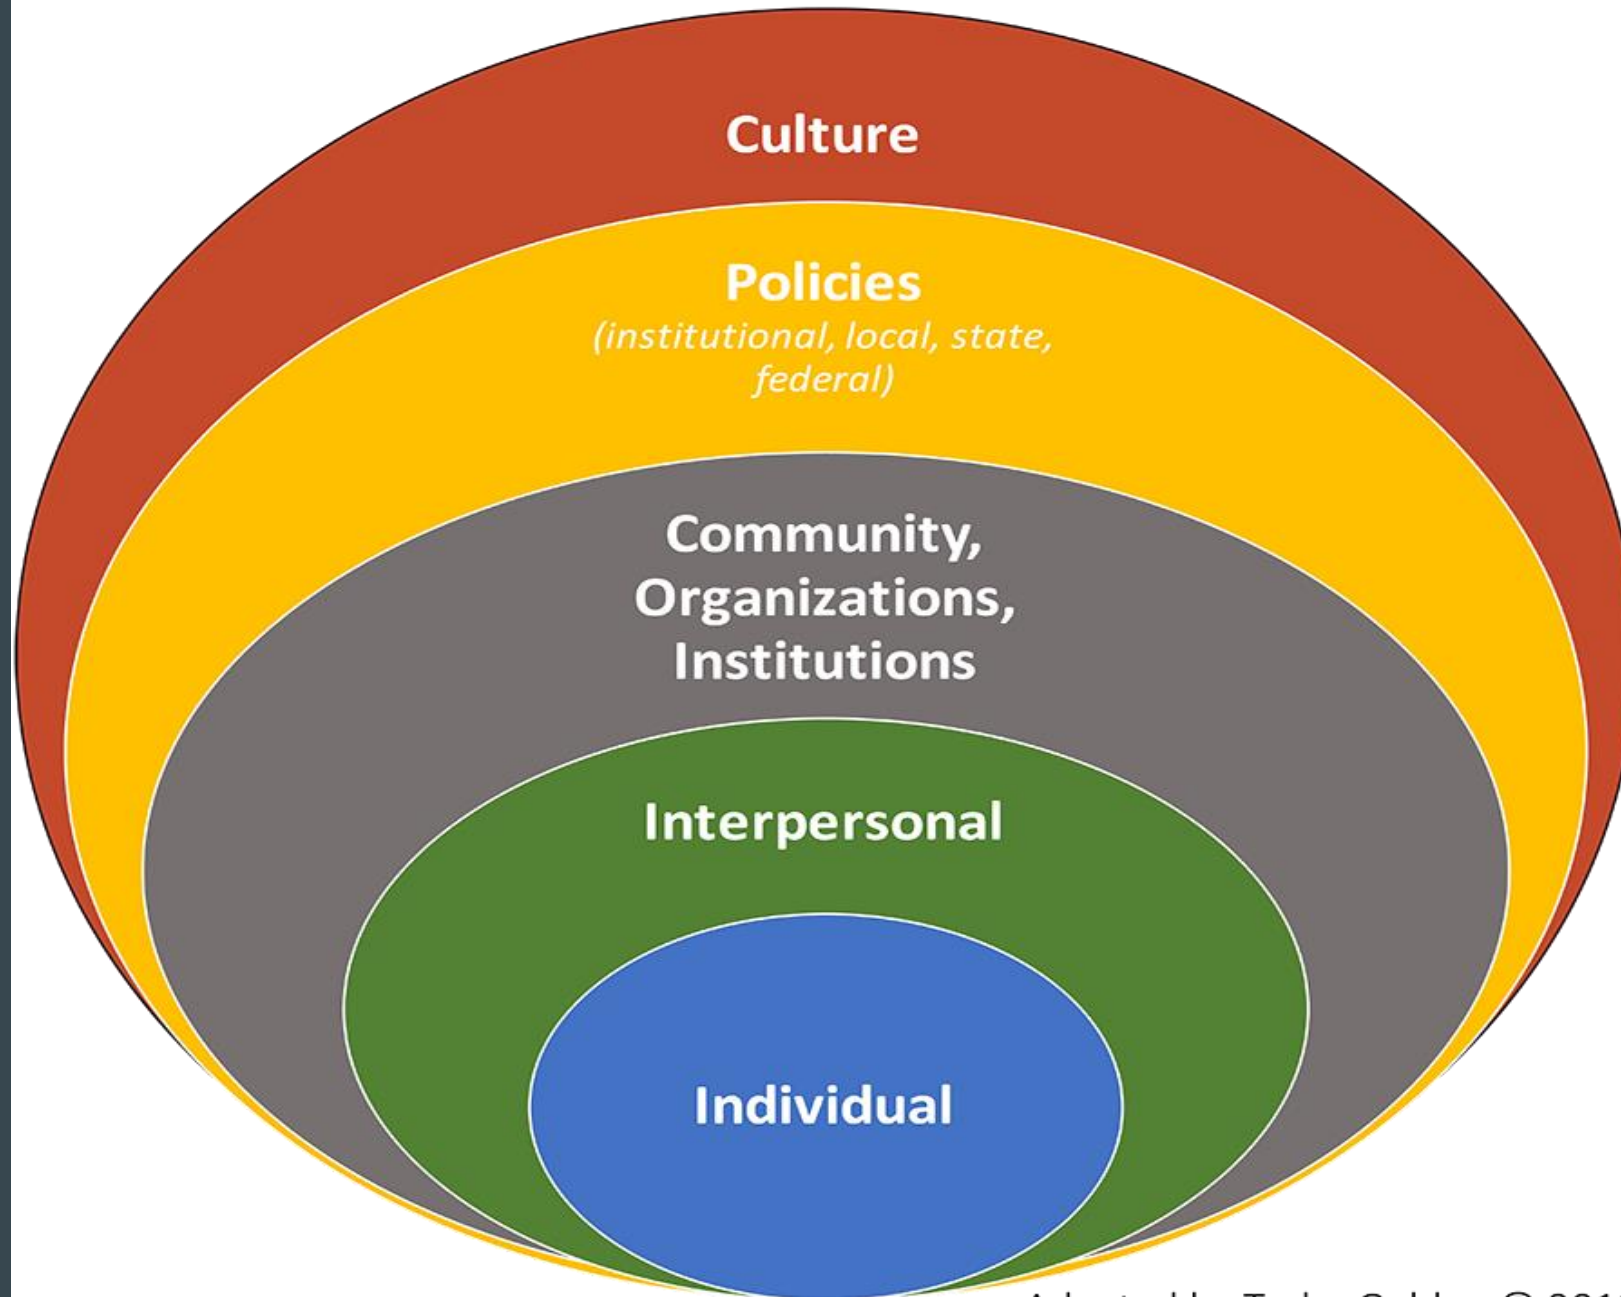 Culture
Policies
(institutional, local, state,
federal)
Community,
Organizations,
Institutions
Interpersonal
Individual